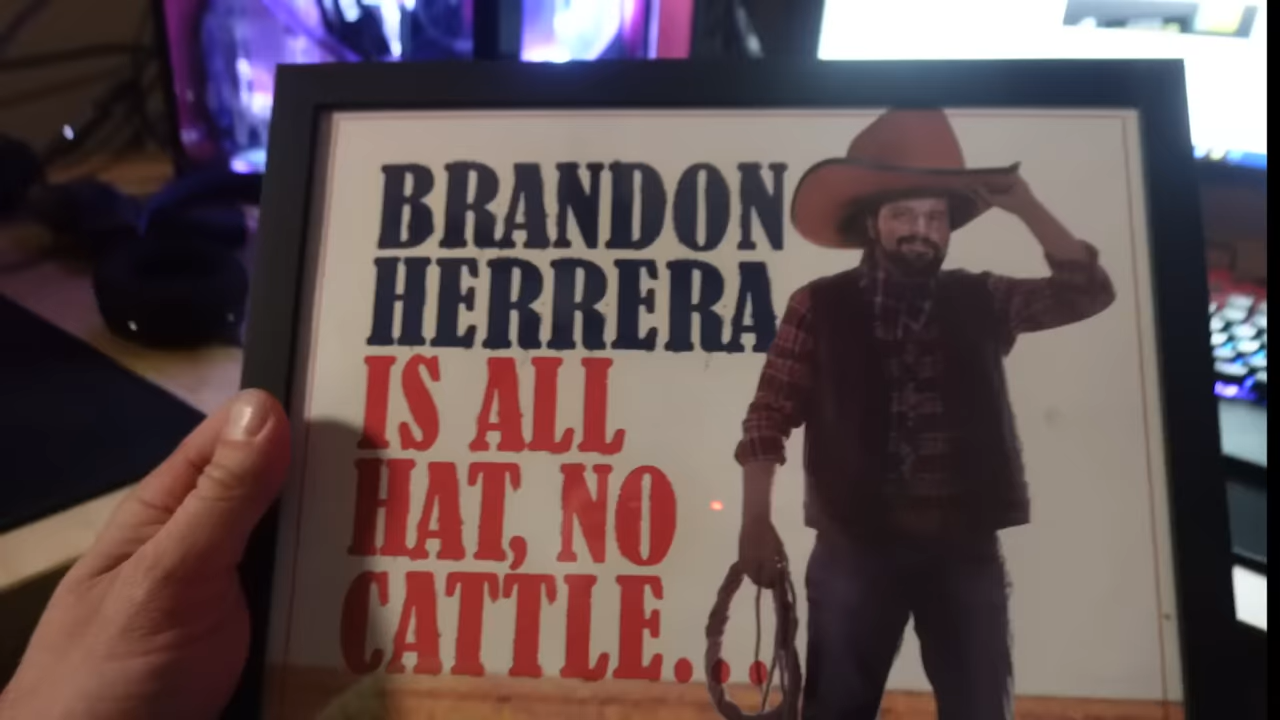 BRANDON
HERRERA
IS ALL
HAT, NO
CATTLE...